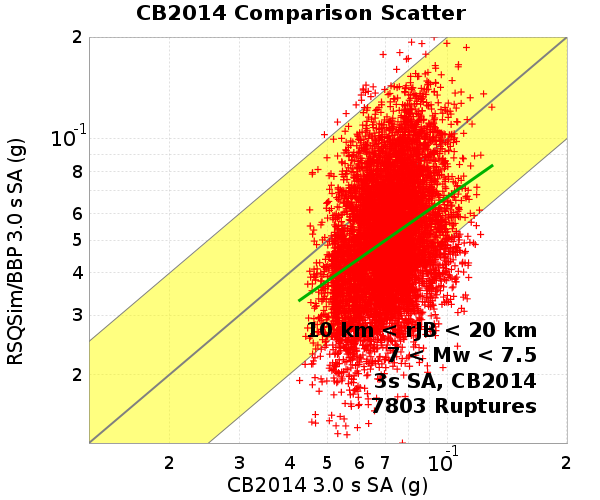 CB2014 Comparison Scatter
RSQSim/BBP 3.0 s SA (g)
2
10-1
8
6
5
4
3
2
10 km < rJB < 20 km
7 < Mw < 7.5
3s SA, CB2014
7803 Ruptures
2 3 4 5 6 7 10-1 2
CB2014 3.0 s SA (g)